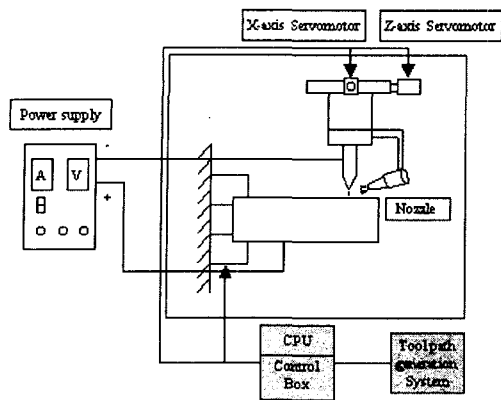 X-axis Servomotor
Z-axis Servomotor
Power supply
A
V
+
Nozzle
CPU
Control
Box
Toolpath
generation
System